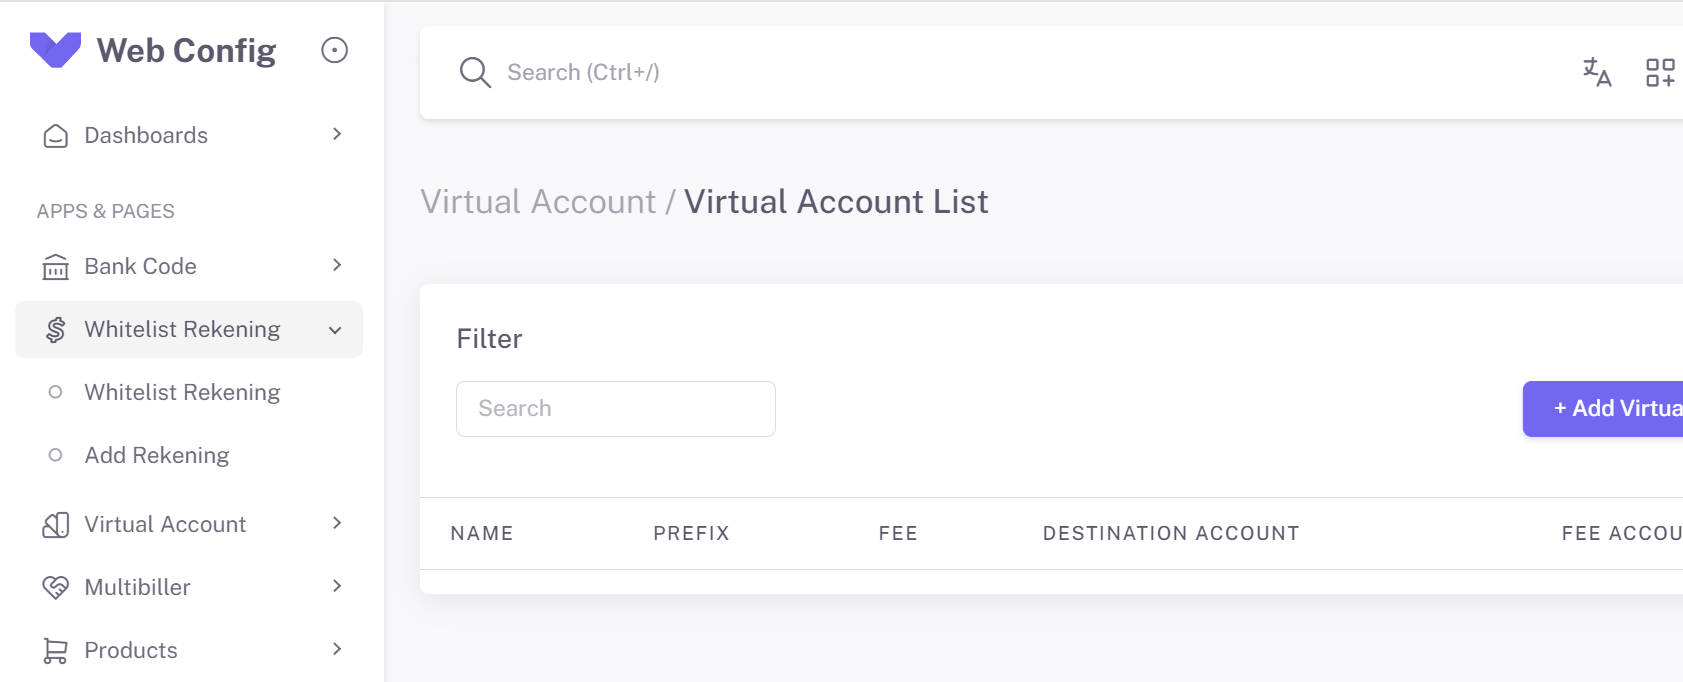 Web Config
Search (Ctrl+/)
Dashboards
APPS & PAGES
Bank Code
Whitelist Rekening
Whitelist Rekening
Add Rekening
Virtual Account
Multibiller
Products
Virtual Account / Virtual Account List
Filter
Search
+ Add Virtua
NAME PREFIX FEE DESTINATION ACCOUNT FEE ACCOU